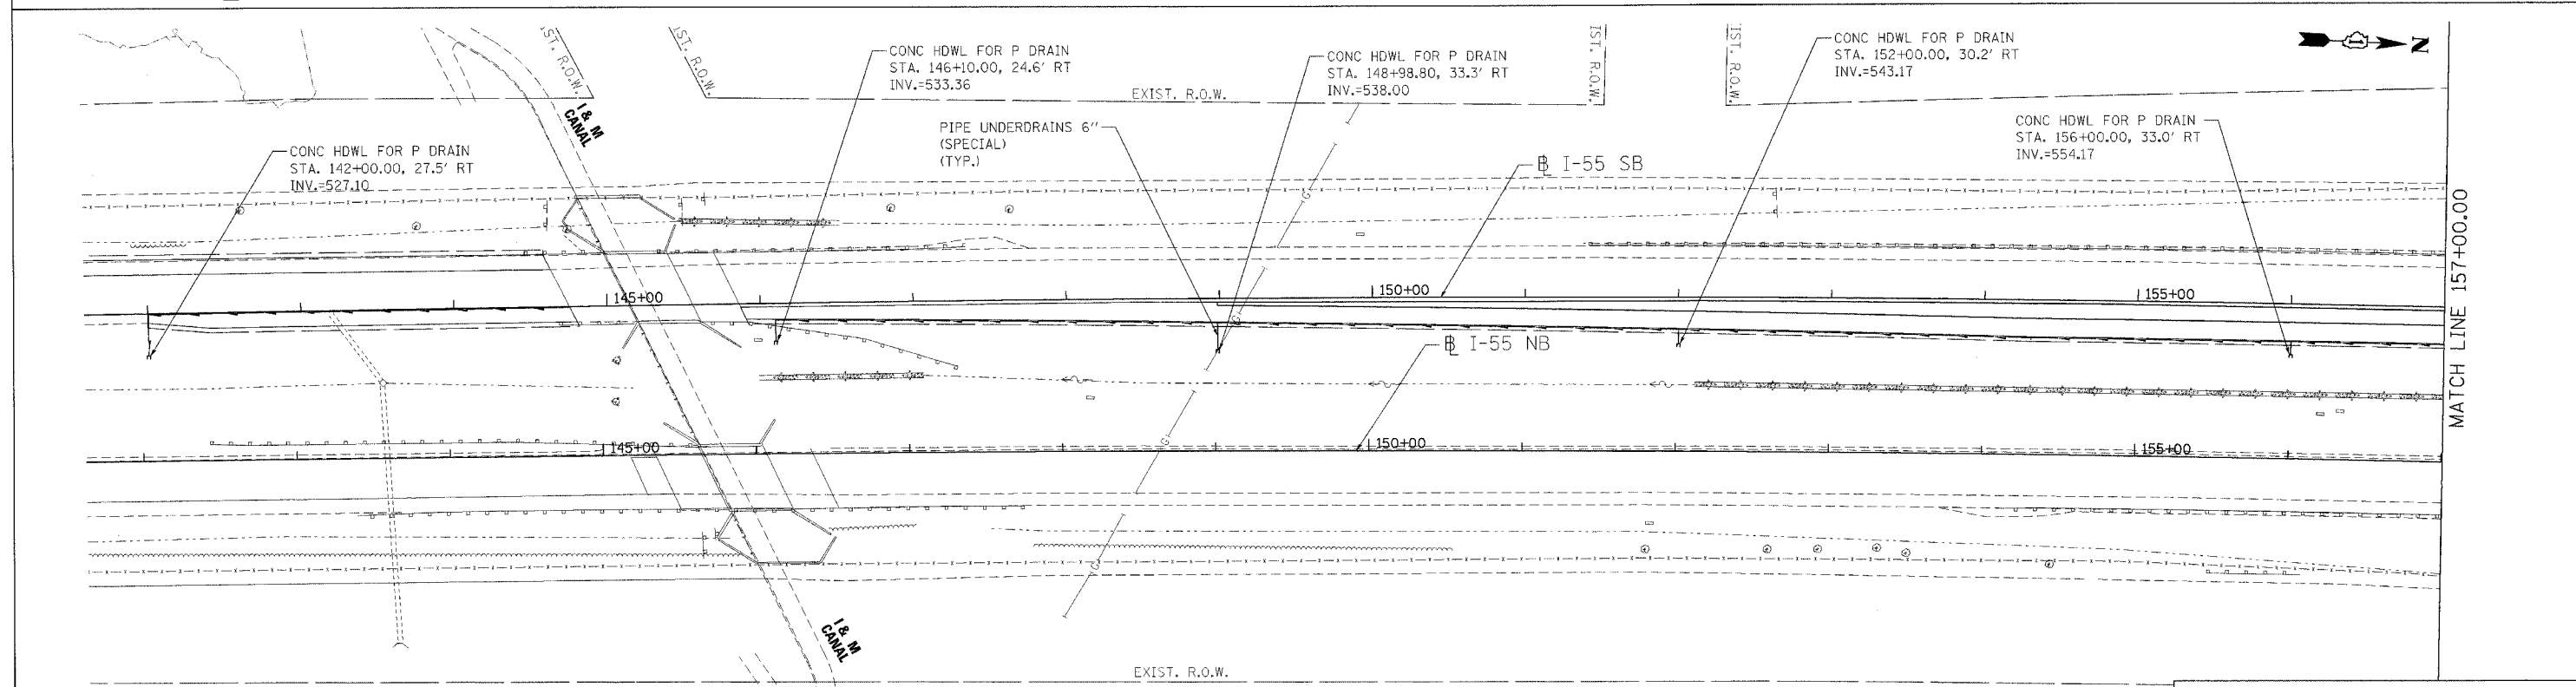 IST. R.O.W.
IST. R.O.W.
IST. R.O.W.
IST. R.O.W.
N
CONC HDWL FOR P DRAIN
STA. 146+10.00, 24.6' RT
INV.=533.36
CONC HDWL FOR P DRAIN
STA. 148+98.80, 33.3' RT
INV.=538.00
CONC HDWL FOR P DRAIN
STA. 152+00.00, 30.2' RT
INV.=543.17
EXIST. R.O.W.
I & M
CANAL
PIPE UNDERDRAINS 6"
(SPECIAL)
(TYP.)
CONC HDWL FOR P DRAIN
STA. 156+00.00, 33.0' RT
INV.=554.17
CONC HDWL FOR P DRAIN
STA. 142+00.00, 27.5' RT
INV.=527.10
I-55 SB
G
145+00
150+00
155+00
G
MATCH LINE 157+00.00
I-55 NB
G
145+00
150+00
155+00
G
I & M
CANAL
EXIST. R.O.W.